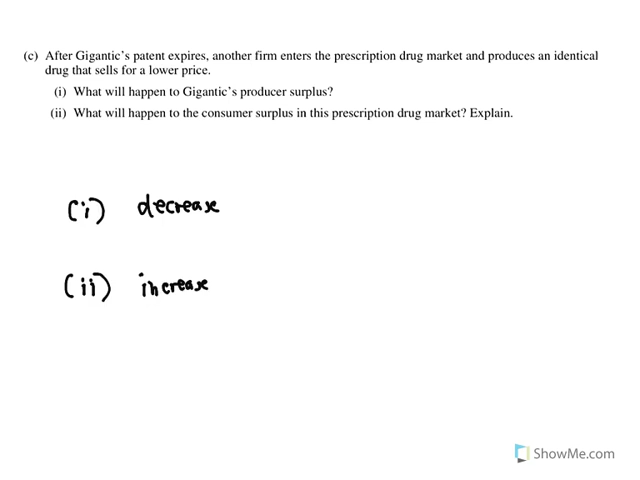 (c) After Gigantic's patent expires, another firm enters the prescription drug market and produces an identical
drug that sells for a lower price.
(i) What will happen to Gigantic's producer surplus?
(ii) What will happen to the consumer surplus in this prescription drug market? Explain.
(i) decrease
(ii) increase
ShowMe.com